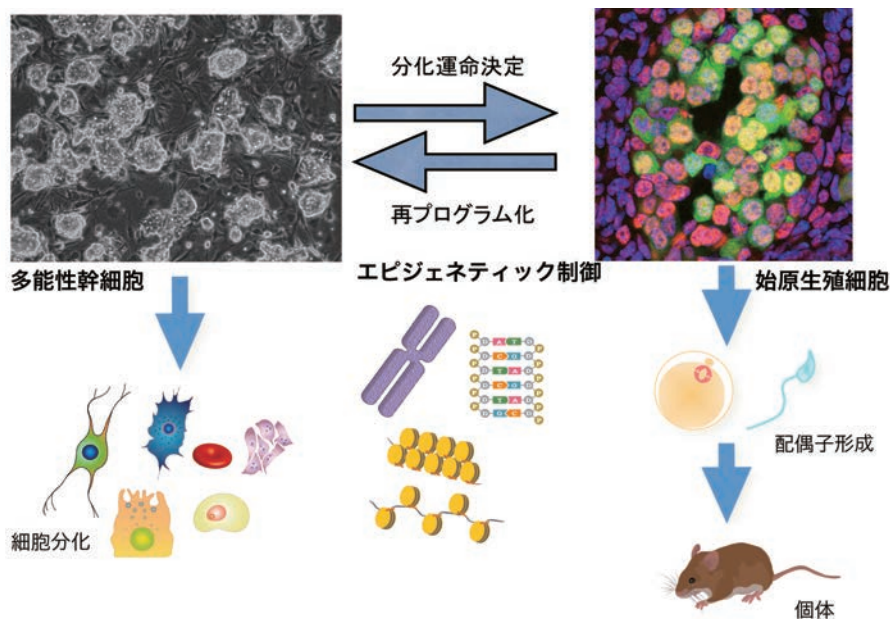 分化運命決定
再プログラム化
多能性幹細胞
エピジェネティック制御
始原生殖細胞
P D A T D
P D C G D P
P D T A D P
P D C G D P
P D T A D P
P D G C D P
P
配偶子形成
細胞分化
個体